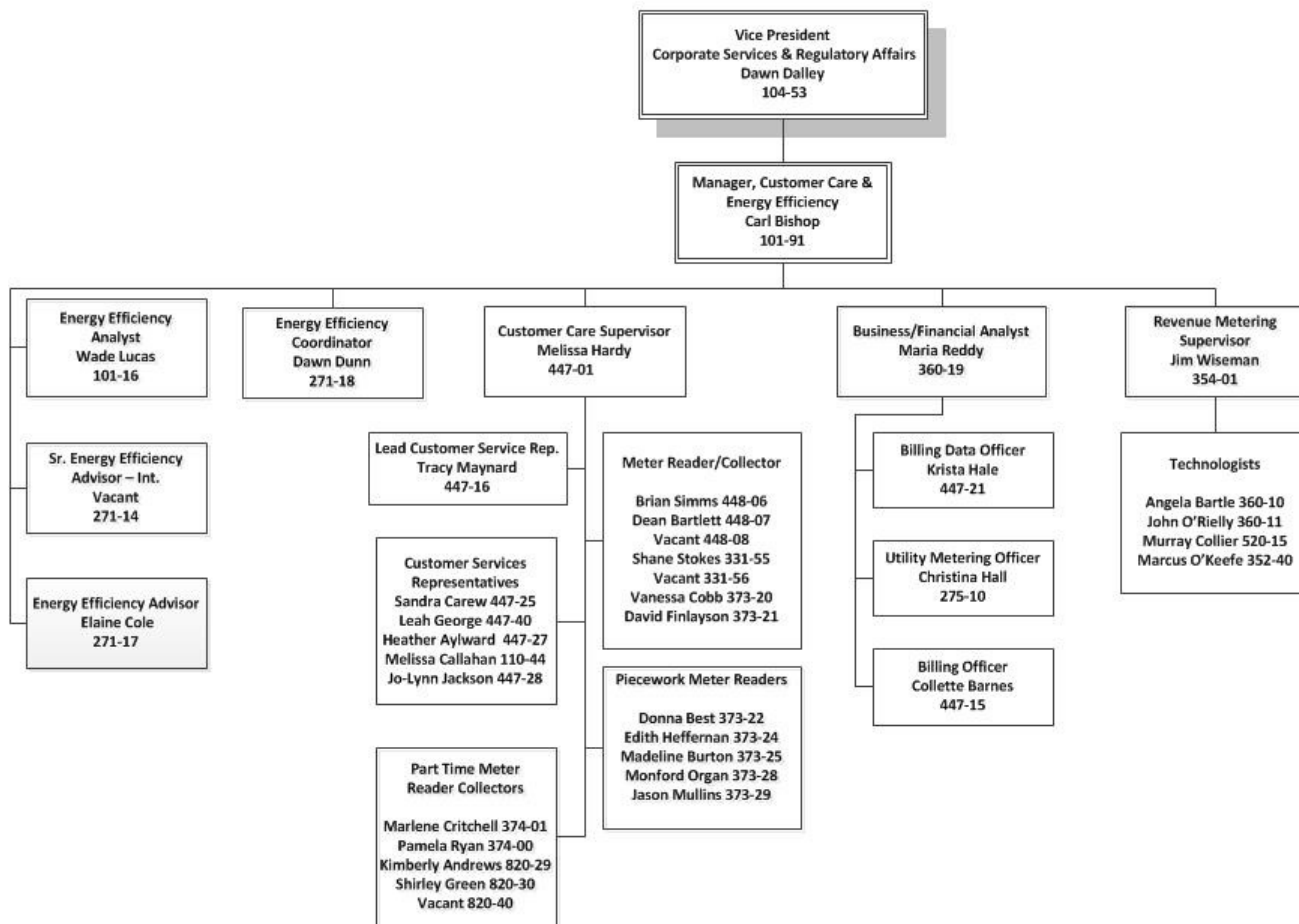 Vice President
Corporate Services & Regulatory Affairs
Dawn Dalley
104-53
Manager, Customer Care &
Energy Efficiency
Carl Bishop
101-91
Energy Efficiency
Analyst
Wade Lucas
101-16
Energy Efficiency
Coordinator
Dawn Dunn
271-18
Customer Care Supervisor
Melissa Hardy
447-01
Business/Financial Analyst
Maria Reddy
360-19
Revenue Metering
Supervisor
Jim Wiseman
354-01
Sr. Energy Efficiency
Advisor – Int.
Vacant
271-14
Energy Efficiency Advisor
Elaine Cole
271-17
Lead Customer Service Rep.
Tracy Maynard
447-16
Customer Services
Representatives
Sandra Carew 447-25
Leah George 447-40
Heather Aylward 447-27
Melissa Callahan 110-44
Jo-Lynn Jackson 447-28
Part Time Meter
Reader Collectors
Marlene Critchell 374-01
Pamela Ryan 374-00
Kimberly Andrews 820-29
Shirley Green 820-30
Vacant 820-40
Meter Reader/Collector
Brian Simms 448-06
Dean Bartlett 448-07
Vacant 448-08
Shane Stokes 331-55
Vacant 331-56
Vanessa Cobb 373-20
David Finlayson 373-21
Piecework Meter Readers
Donna Best 373-22
Edith Heffernan 373-24
Madeline Burton 373-25
Monford Organ 373-28
Jason Mullins 373-29
Billing Data Officer
Krista Hale
447-21
Utility Metering Officer
Christina Hall
275-10
Billing Officer
Collette Barnes
447-15
Technologists
Angela Bartle 360-10
John O'Rielly 360-11
Murray Collier 520-15
Marcus O'Keefe 352-40